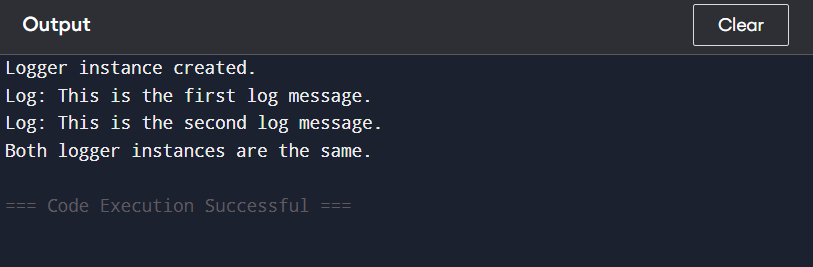 Output
Clear
Logger instance created.
Log: This is the first log message.
Log: This is the second log message.
Both logger instances are the same.
=== Code Execution Successful ===